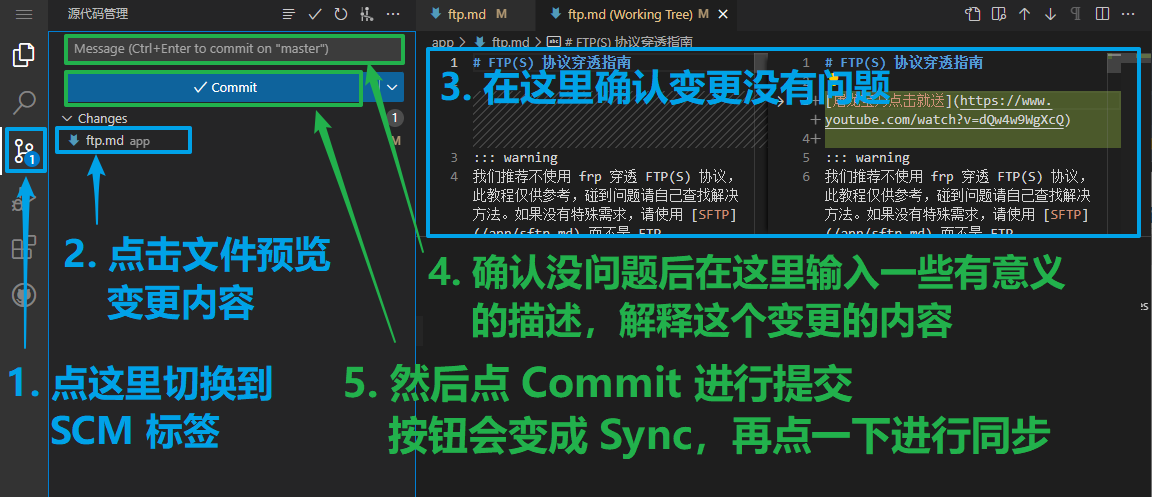 源代码管理
Message (Ctrl+Enter to commit on "master")
Commit
Changes
1
ftp.md app
M
1
ftp.md M
ftp.md (Working Tree) M
app > ftp.md > # FTP(S) 协议穿透指南
1 # FTP(S) 协议穿透指南
3 ::: warning
4 我们推荐不使用 frp 穿透 FTP(S) 协议，
此教程仅供参考，碰到问题请自己查找解决
方法。如果没有特殊需求，请使用 [SFTP]
(/app/sftp.md) 而不是 FTP
1 # FTP(S) 协议穿透指南
点击就送](https://www.
youtube.com/watch?v=dQw4w9WgXcQ)
4+
5 ::: warning
6 我们推荐不使用 frp 穿透 FTP(S) 协议，
此教程仅供参考，碰到问题请自己查找解决
方法。如果没有特殊需求，请使用 [SFTP]
(/app/sftp.md) 而不是 FTP
1. 点这里切换到
SCM 标签
2. 点击文件预览
变更内容
3. 在这里确认变更没有问题
4. 确认没问题后在这里输入一些有意义
的描述，解释这个变更的内容
5. 然后点 Commit 进行提交
按钮会变成 Sync，再点一下进行同步
es